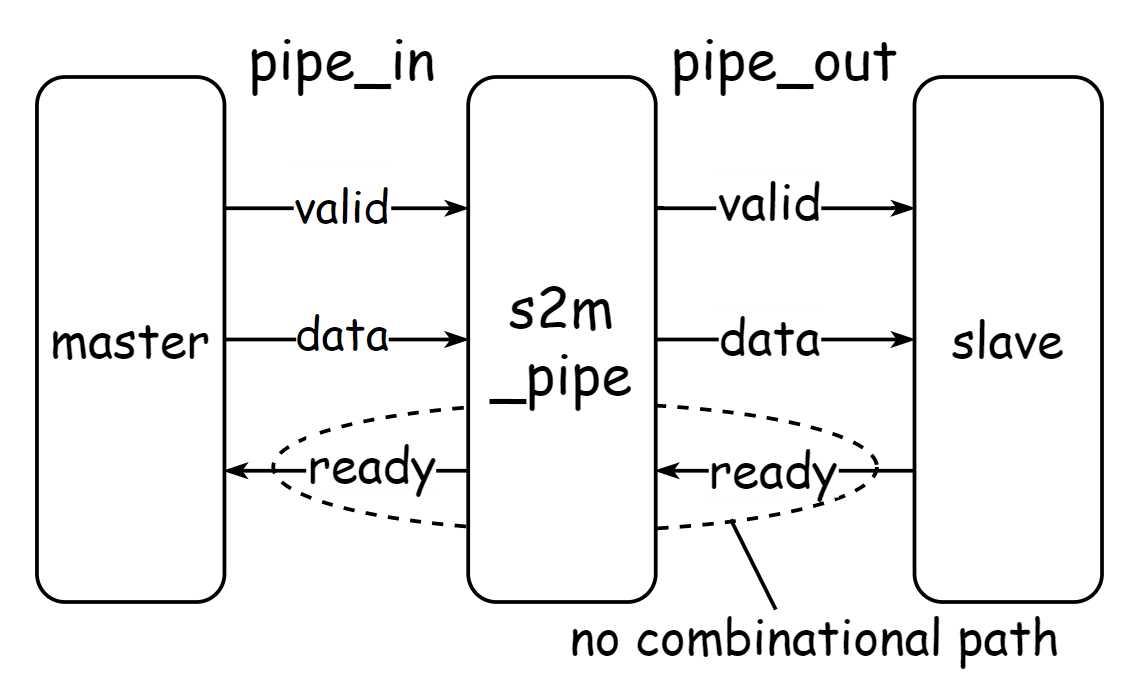 pipe_in
pipe_out
valid
valid
master
data
s2m
_pipe
data
slave
ready
ready
no combinational path